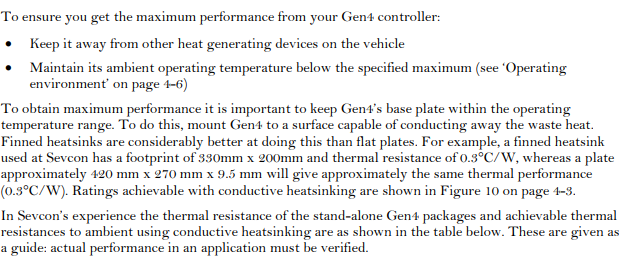 To ensure you get the maximum performance from your Gen4 controller:
• Keep it away from other heat generating devices on the vehicle
• Maintain its ambient operating temperature below the specified maximum (see ‘Operating
environment’ on page 4-6)
To obtain maximum performance it is important to keep Gen4’s base plate within the operating
temperature range. To do this, mount Gen4 to a surface capable of conducting away the waste heat.
Finned heatsinks are considerably better at doing this than flat plates. For example, a finned heatsink
used at Sevcon has a footprint of 330mm x 200mm and thermal resistance of 0.3°C/W, whereas a plate
approximately 420 mm x 270 mm x 9.5 mm will give approximately the same thermal performance
(0.3°C/W). Ratings achievable with conductive heatsinking are shown in Figure 10 on page 4-3.
In Sevcon’s experience the thermal resistance of the stand-alone Gen4 packages and achievable thermal
resistances to ambient using conductive heatsinking are as shown in the table below. These are given as
a guide: actual performance in an application must be verified.